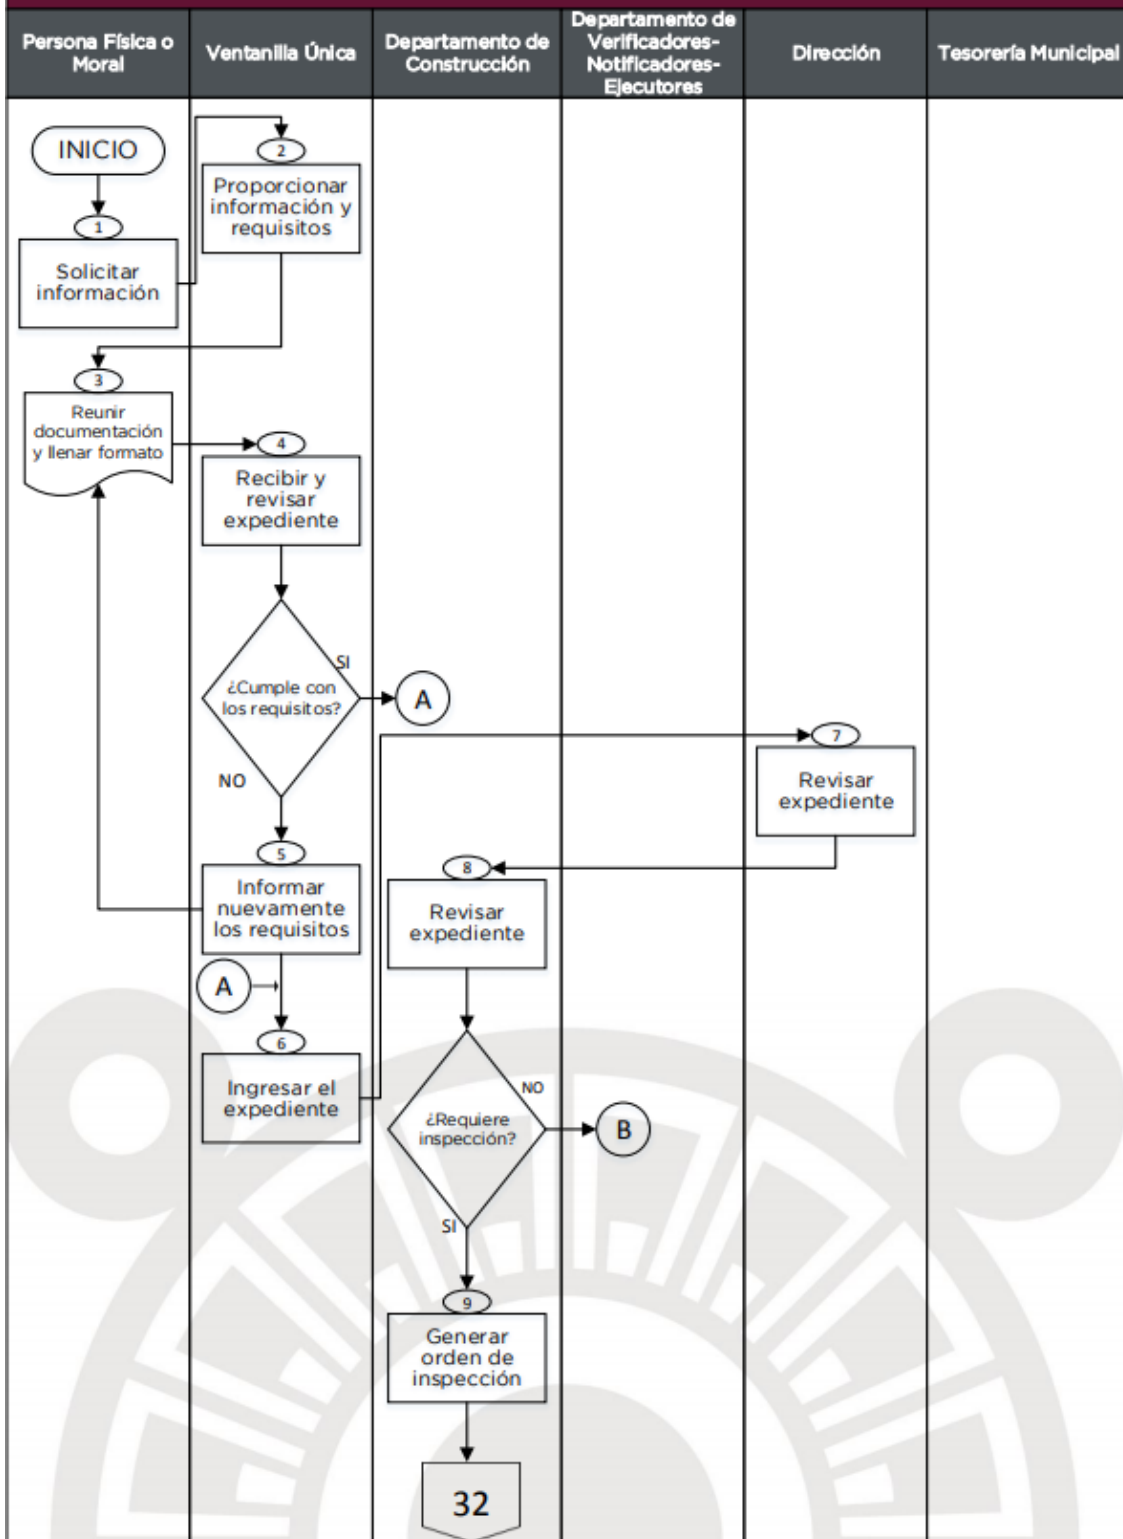 Persona Física o
Moral
Ventanilla Única
Departamento de
Construcción
Departamento de
Verificadores-
Notificadores-
Ejecutores
Dirección
Tesorería Municipal
INICIO
1
Solicitar
información
2
Proporcionar
información y
requisitos
3
Reunir
documentación
y llenar formato
4
Recibir y
revisar
expediente
¿Cumple con
los requisitos?
SI
A
NO
5
Informar
nuevamente
los requisitos
A
6
Ingresar el
expediente
7
Revisar
expediente
8
Revisar
expediente
¿Requiere
inspección?
NO
B
SI
9
Generar
orden de
inspección
32